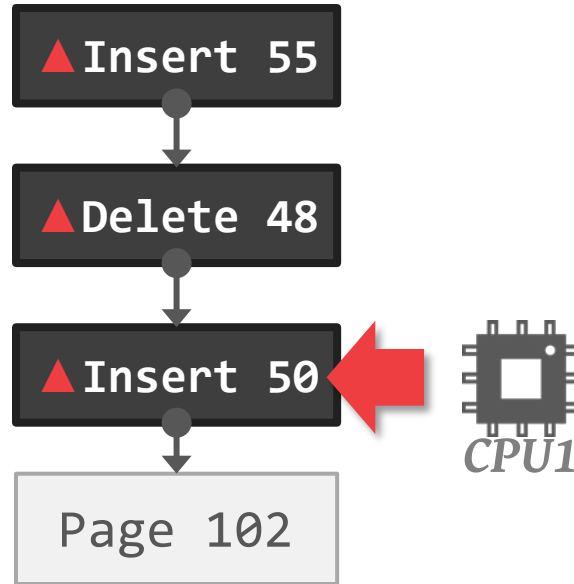 ▲Insert 55
▲Delete 48
▲Insert 50
CPU1
Page 102